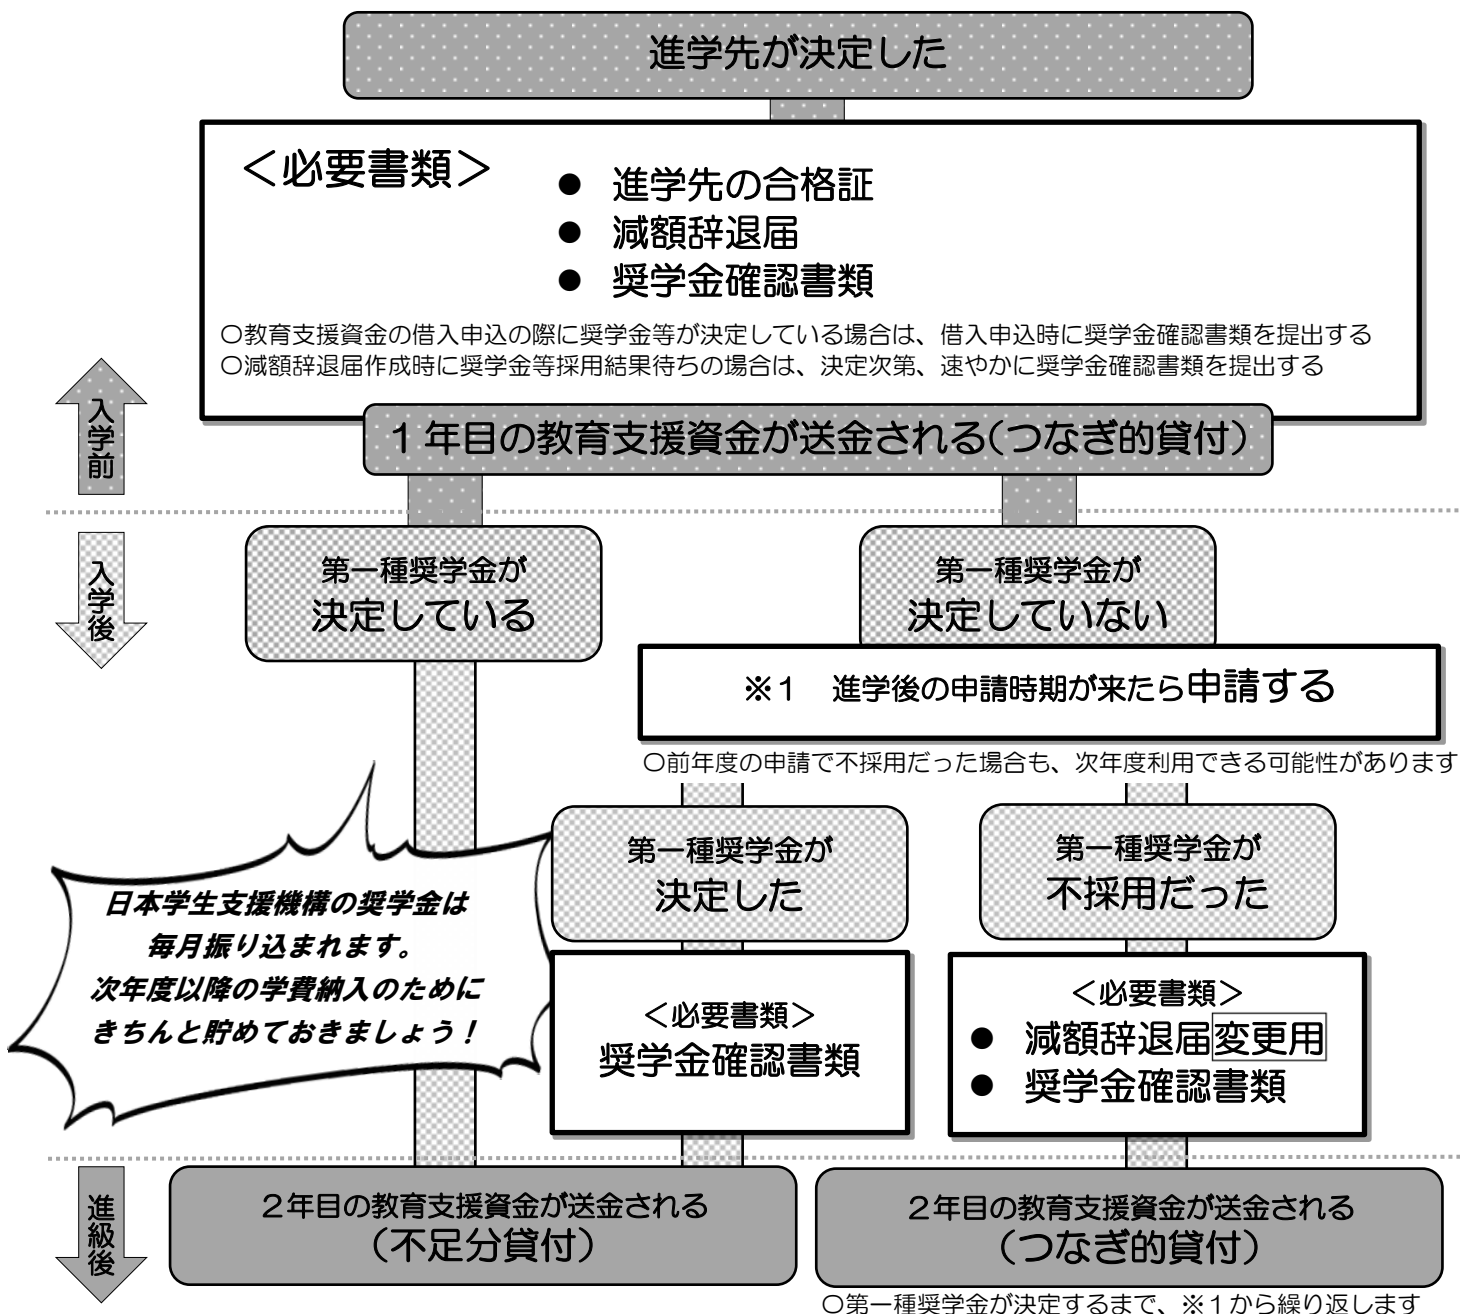 進学先が決定した
＜必要書類＞
● 進学先の合格証
● 減額辞退届
● 奨学金確認書類
○教育支援資金の借入申込の際に奨学金等が決定している場合は、借入申込時に奨学金確認書類を提出する
○減額辞退届作成時に奨学金等採用結果待ちの場合は、決定次第、速やかに奨学金確認書類を提出する
入学前
１年目の教育支援資金が送金される（つなぎ的貸付）
入学後
第一種奨学金が
決定している
第一種奨学金が
決定していない
※１　進学後の申請時期が来たら申請する
○前年度の申請で不採用だった場合も、次年度利用できる可能性があります
日本学生支援機構の奨学金は
毎月振り込まれます。
次年度以降の学費納入のために
きちんと貯めておきましょう！
第一種奨学金が
決定した
＜必要書類＞
奨学金確認書類
第一種奨学金が
不採用だった
＜必要書類＞
● 減額辞退届変更用
● 奨学金確認書類
進級後
２年目の教育支援資金が送金される
（不足分貸付）
２年目の教育支援資金が送金される
（つなぎ的貸付）
○第一種奨学金が決定するまで、※１から繰り返します